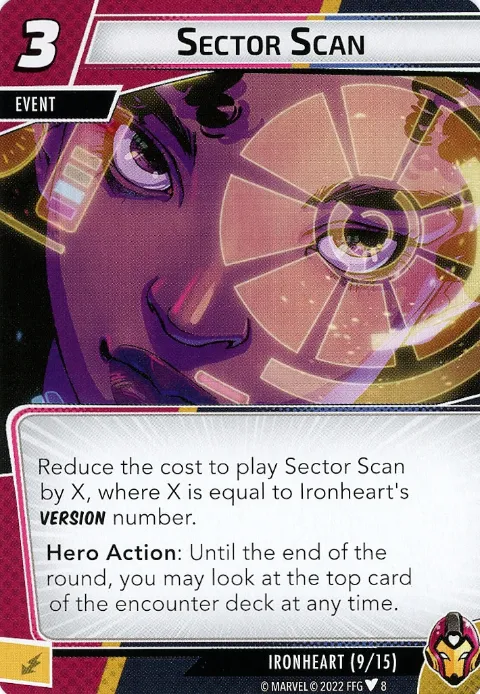 3
SECTOR SCAN
EVENT
Reduce the cost to play Sector Scan
by X, where X is equal to Ironheart's
VERSION number.
Hero Action: Until the end of the
round, you may look at the top card
of the encounter deck at any time.
IRONHEART (9/15)
© MARVEL © 2022 FFG 8